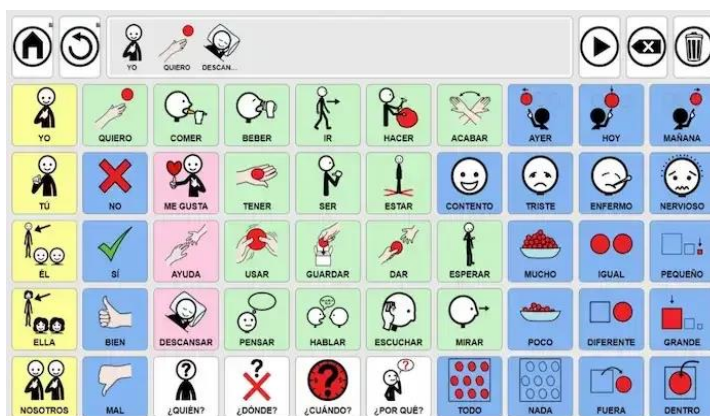 YO QUIERO DESCAN...
YO QUIERO COMER BEBER IR HACER ACABAR AYER HOY MAÑANA
TÚ NO ME GUSTA TENER SER ESTAR CONTENTO TRISTE ENFERMO NERVIOSO
ÉL SÍ AYUDA USAR GUARDAR DAR ESPERAR MUCHO IGUAL PEQUEÑO
ELLA BIEN DESCANSAR PENSAR HABLAR ESCUCHAR MIRAR POCO DIFERENTE GRANDE
NOSOTROS MAL ¿QUIÉN? ¿DÓNDE? ¿CUÁNDO? ¿POR QUÉ? TODO NADA FUERA DENTRO